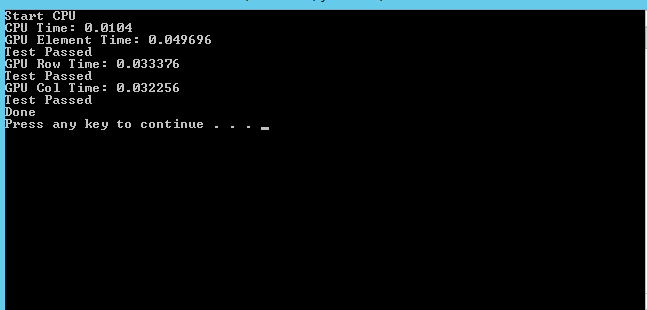 Start CPU
CPU Time: 0.0104
GPU Element Time: 0.049696
Test Passed
GPU Row Time: 0.033376
Test Passed
GPU Col Time: 0.032256
Test Passed
Done
Press any key to continue . . . _